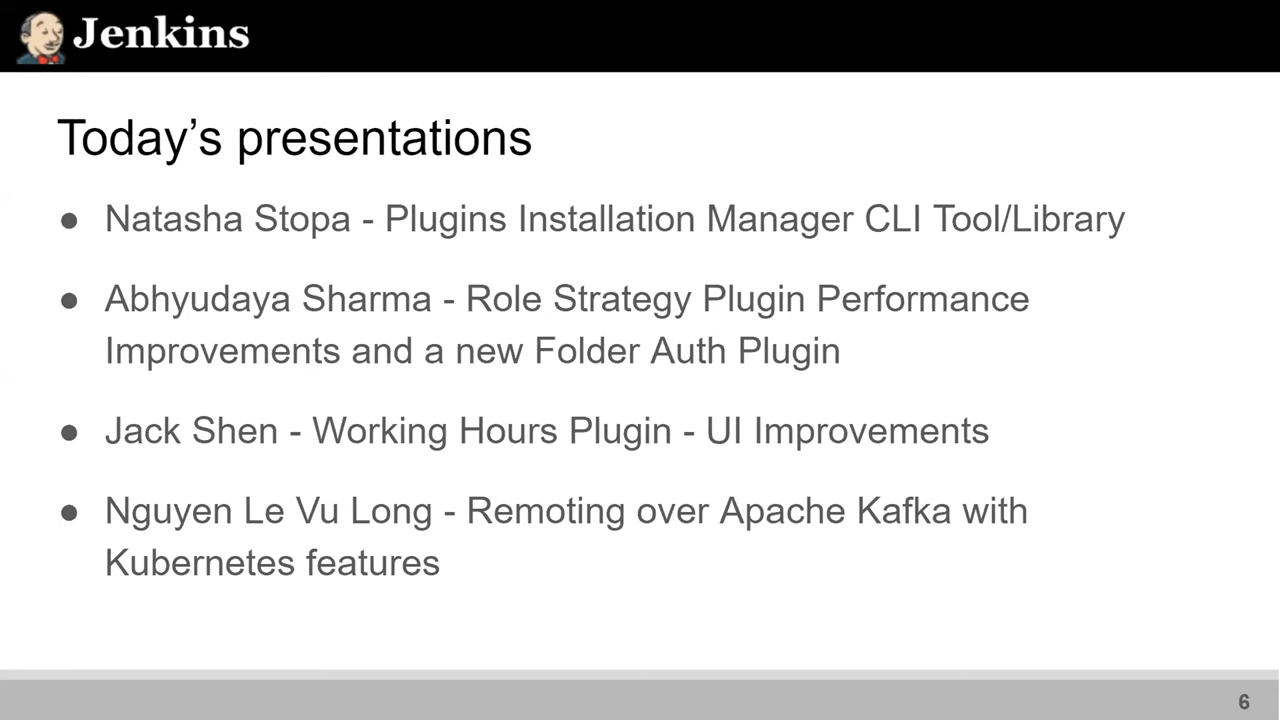 Jenkins
Today’s presentations
● Natasha Stopa - Plugins Installation Manager CLI Tool/Library
● Abhyudaya Sharma - Role Strategy Plugin Performance
Improvements and a new Folder Auth Plugin
● Jack Shen - Working Hours Plugin - UI Improvements
● Nguyen Le Vu Long - Remoting over Apache Kafka with
Kubernetes features
6